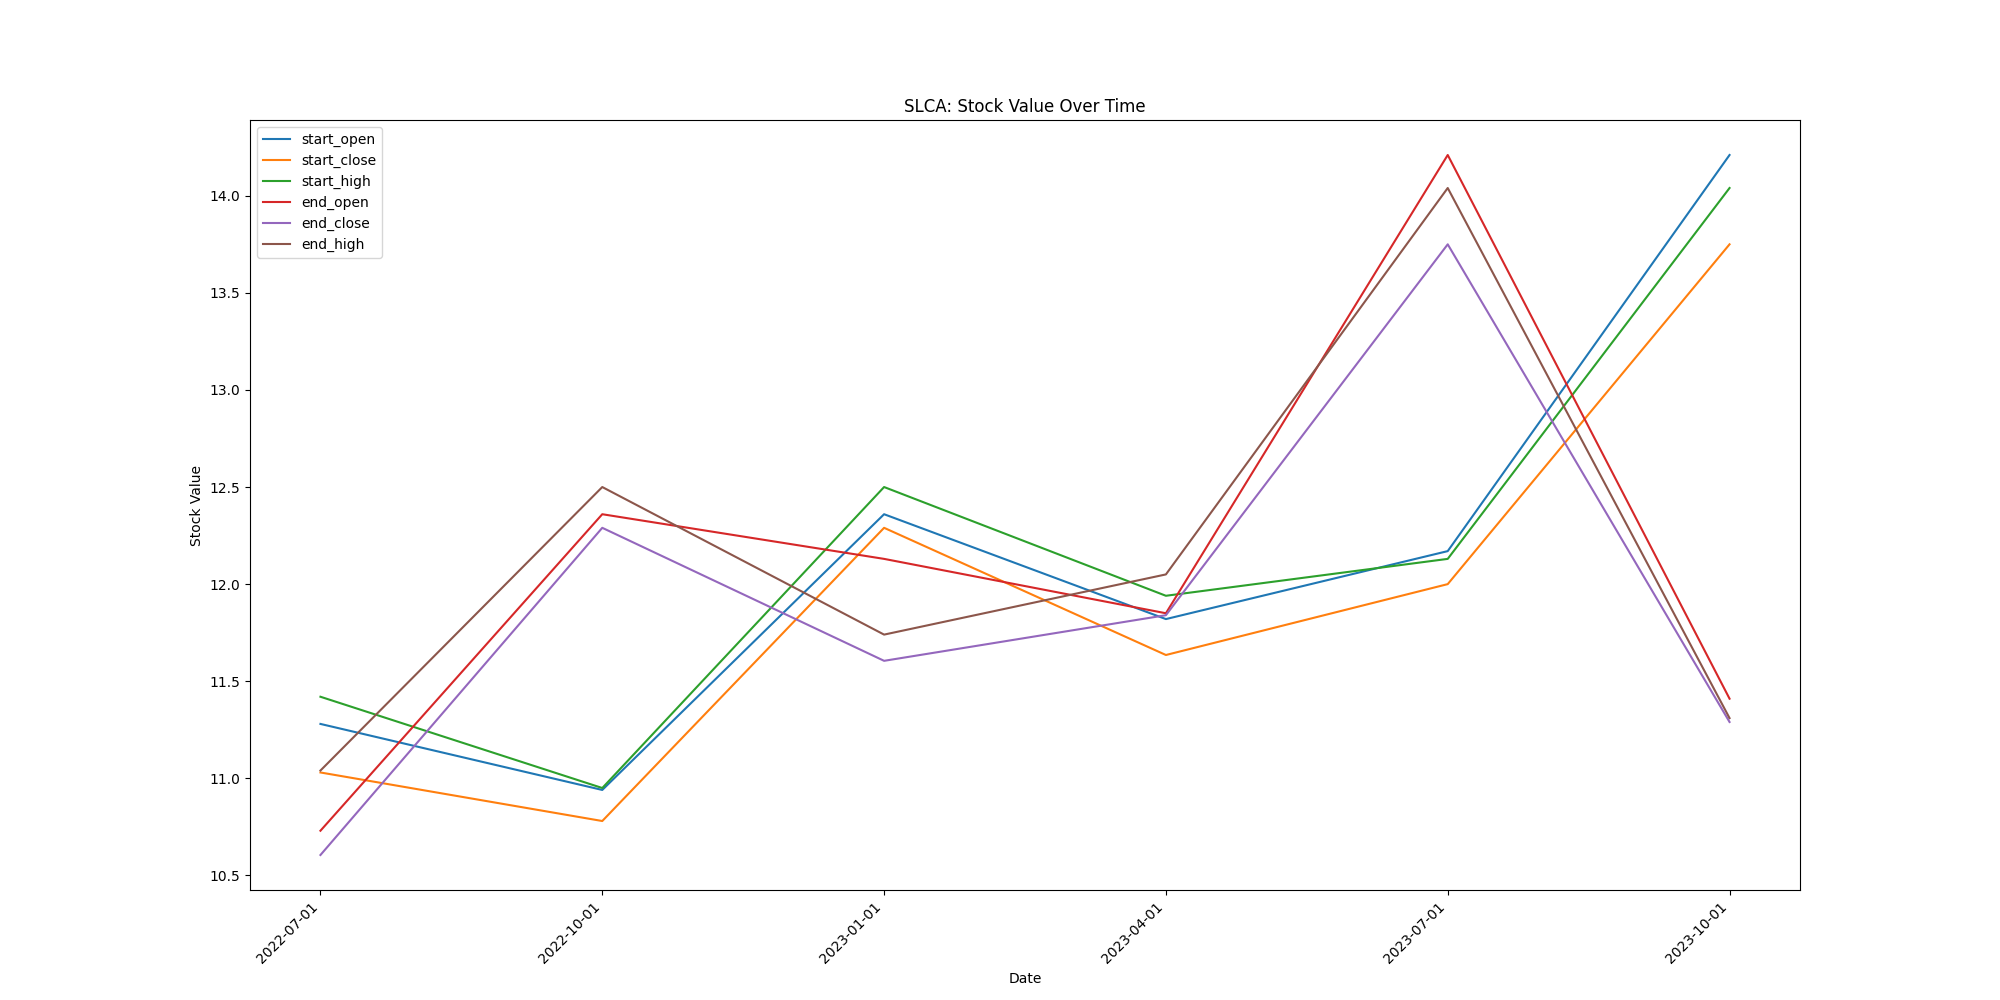 SLCA: Stock Value Over Time
start_open
start_close
start_high
end_open
end_close
end_high
14.0
13.5
13.0
12.5
12.0
11.5
11.0
10.5
Stock Value
2022-07-01
2022-10-01
2023-01-01
2023-04-01
2023-07-01
2023-10-01
Date